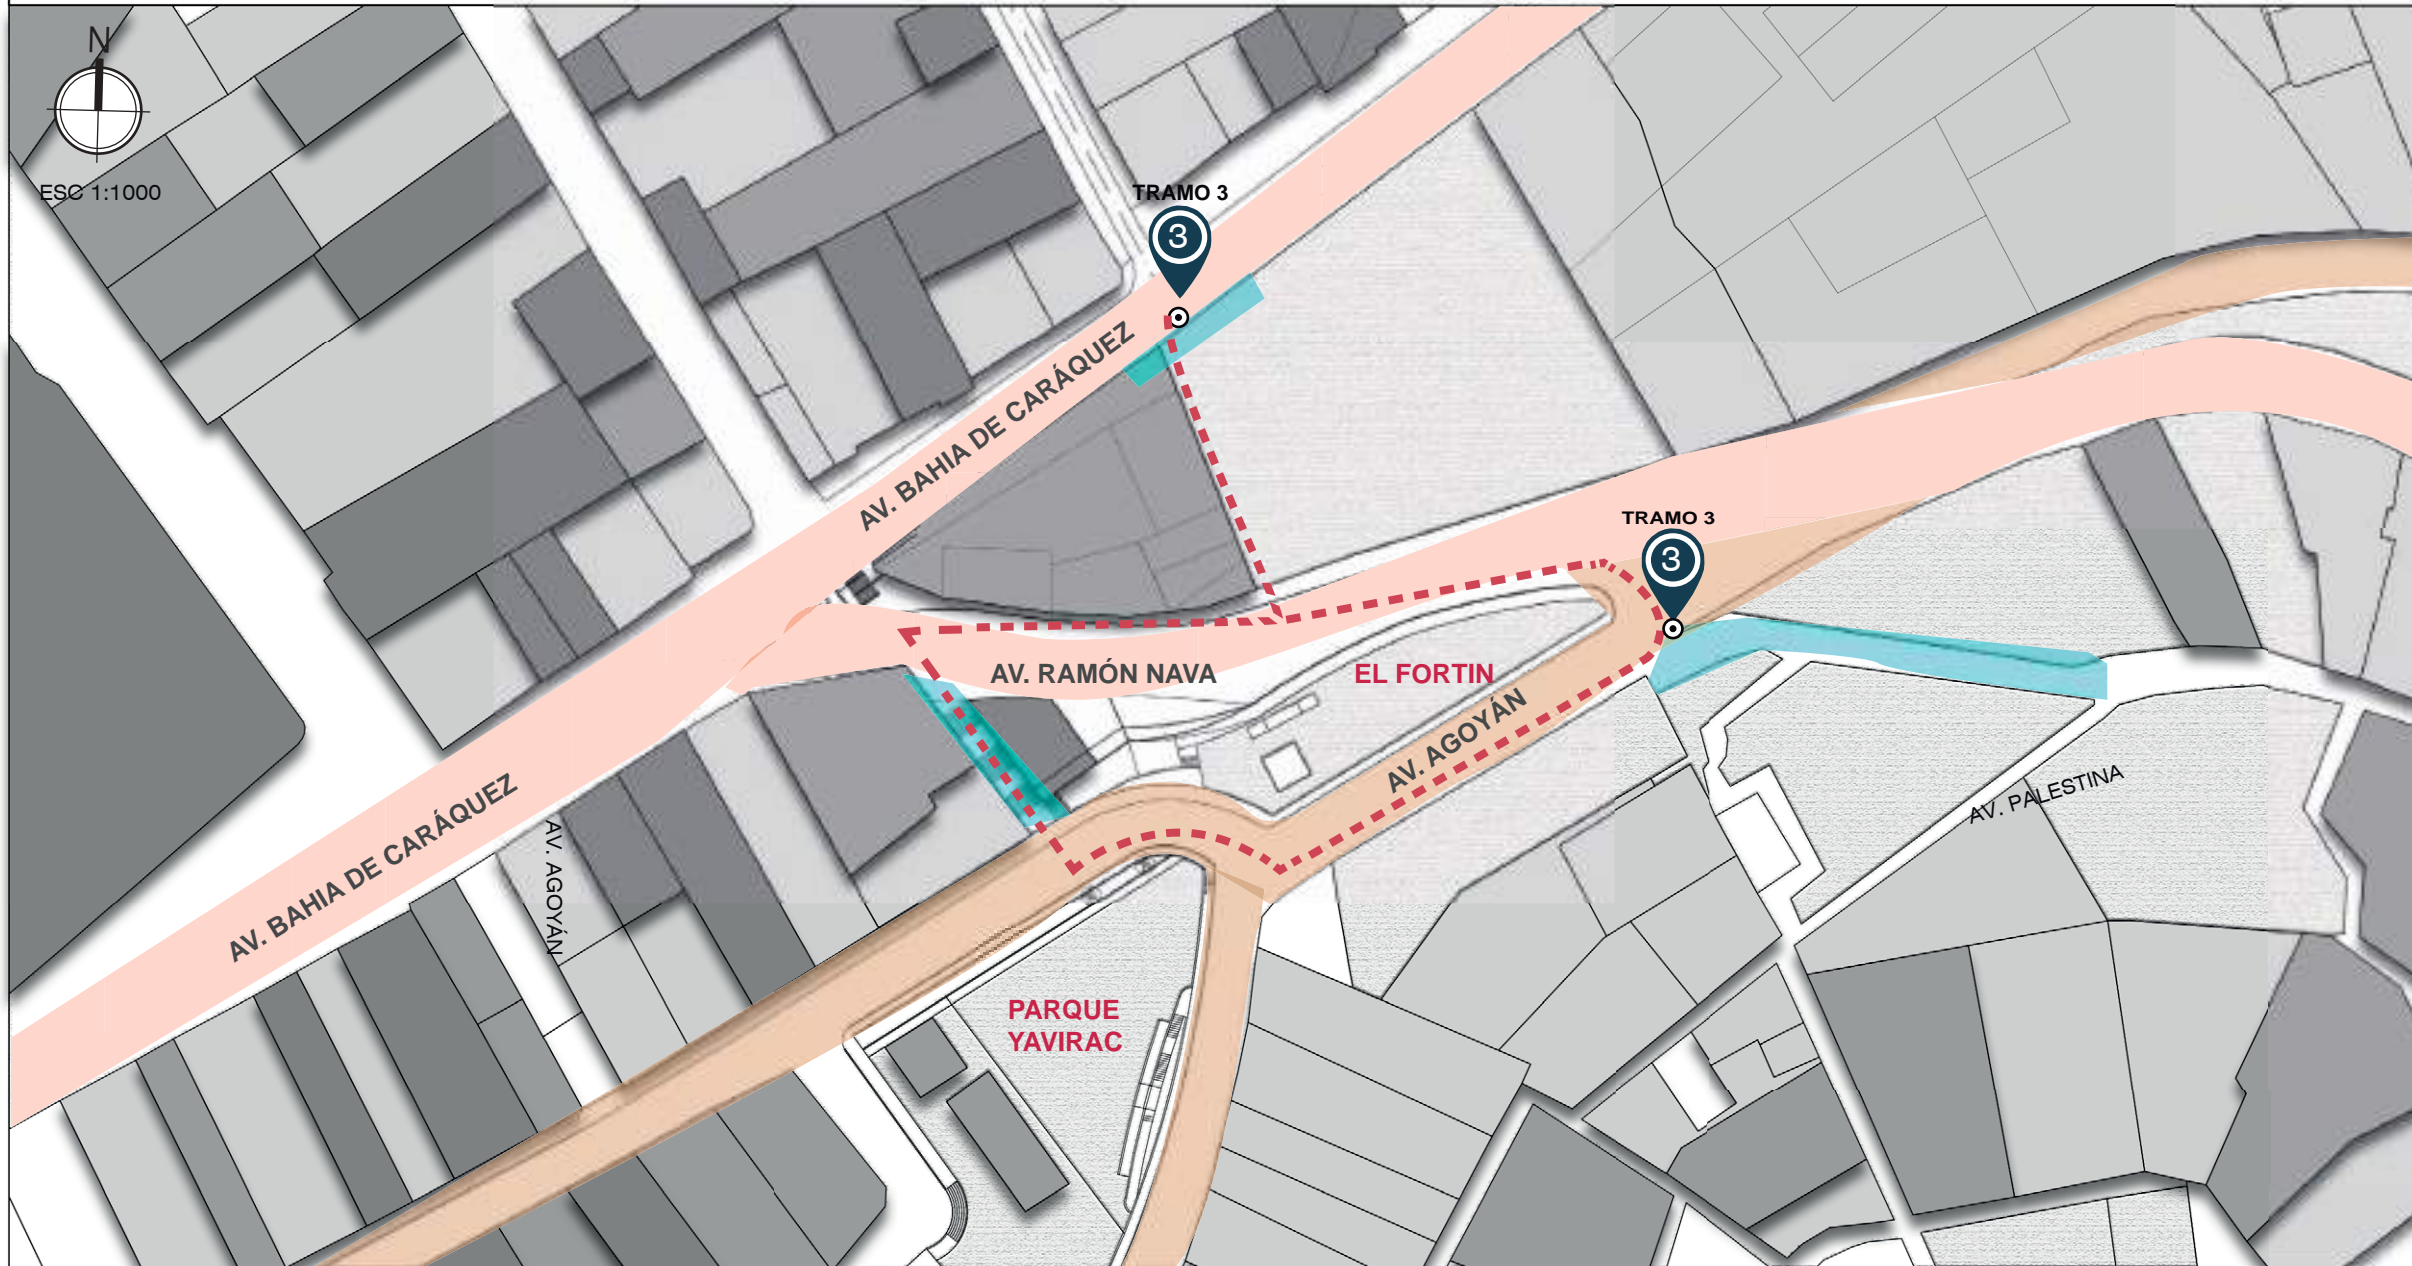 N
ESC 1:1000
TRAMO 3
3
AV. BAHIA DE CARÁQUEZ
TRAMO 3
3
AV. RAMÓN NAVA
EL FORTIN
AV. AGOYÁN
AV. PALESTINA
AV. BAHIA DE CARÁQUEZ
AV. AGOYÁN
PARQUE
YAVIRAC